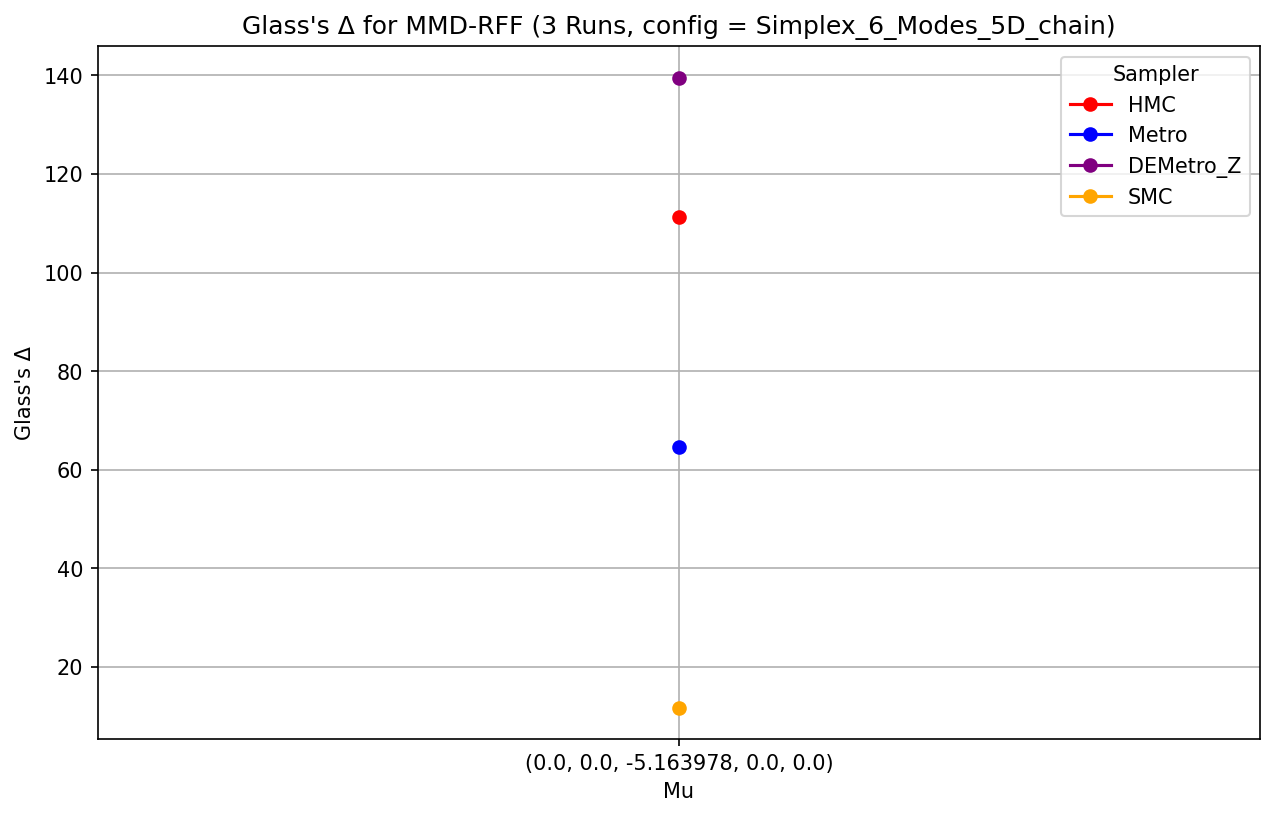 Glass's Δ for MMD-RFF (3 Runs, config = Simplex_6_Modes_5D_chain)
Sampler
HMC
Metro
DEMetro_Z
SMC
140
120
100
80
60
40
20
Glass's Δ
(0.0, 0.0, -5.163978, 0.0, 0.0)
Mu